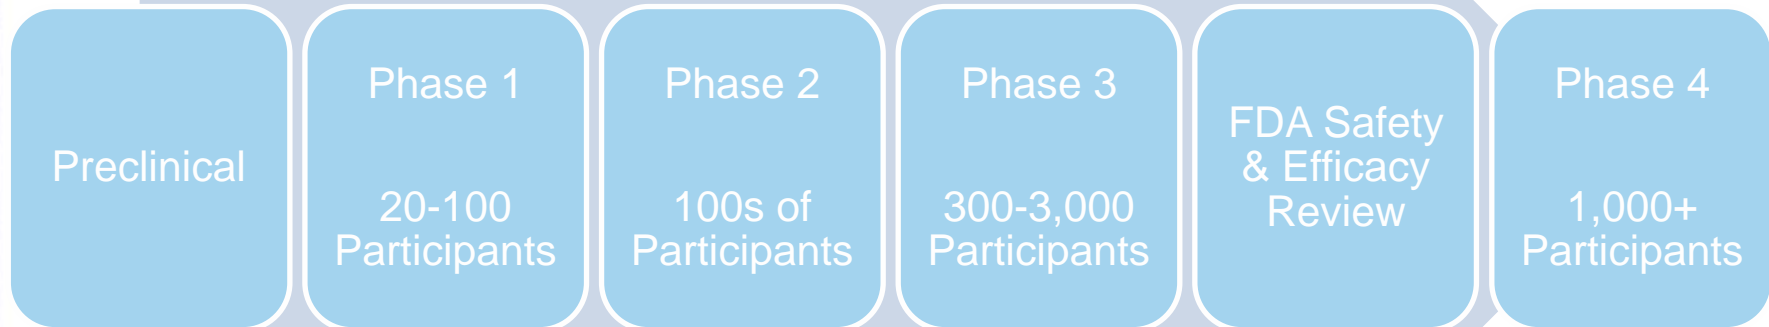 Preclinical
Phase 1
20-100
Participants
Phase 2
100s of
Participants
Phase 3
300-3,000
Participants
FDA Safety
& Efficacy
Review
Phase 4
1,000+
Participants